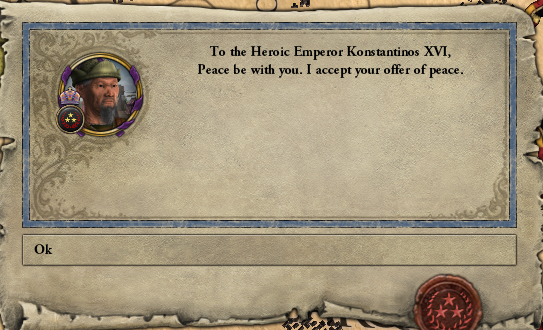 To the Heroic Emperor Konstantinos XVI,
Peace be with you. I accept your offer of peace.
Ok